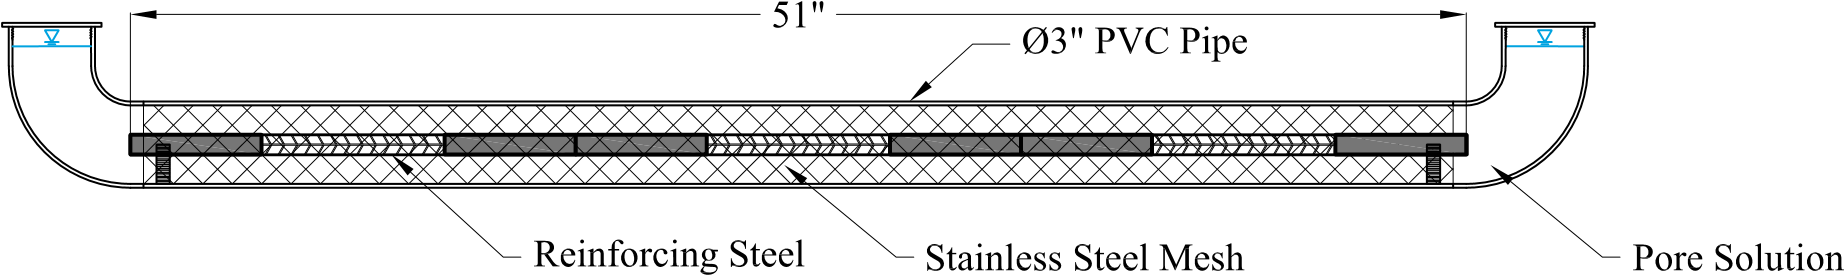 51"
Ø3" PVC Pipe
Reinforcing Steel
Stainless Steel Mesh
Pore Solution